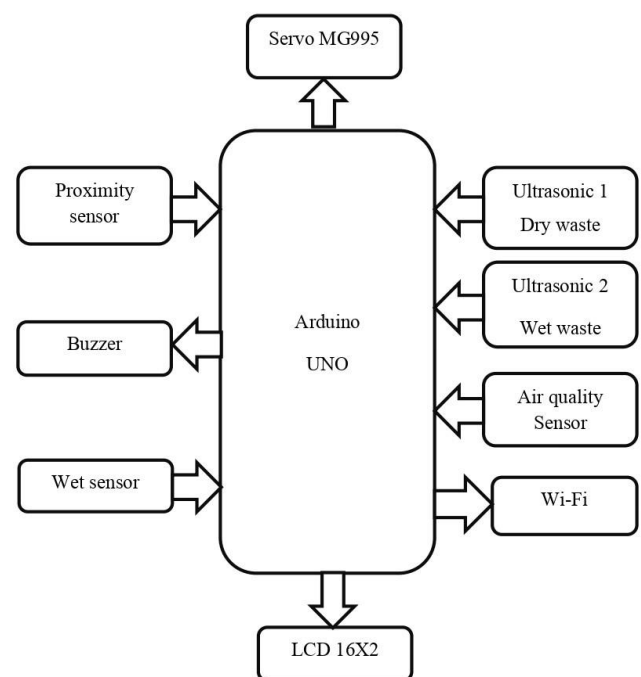 Servo MG995
Proximity
sensor
Ultrasonic 1
Dry waste
Ultrasonic 2
Wet waste
Arduino
UNO
Buzzer
Air quality
Sensor
Wet sensor
Wi-Fi
LCD 16X2